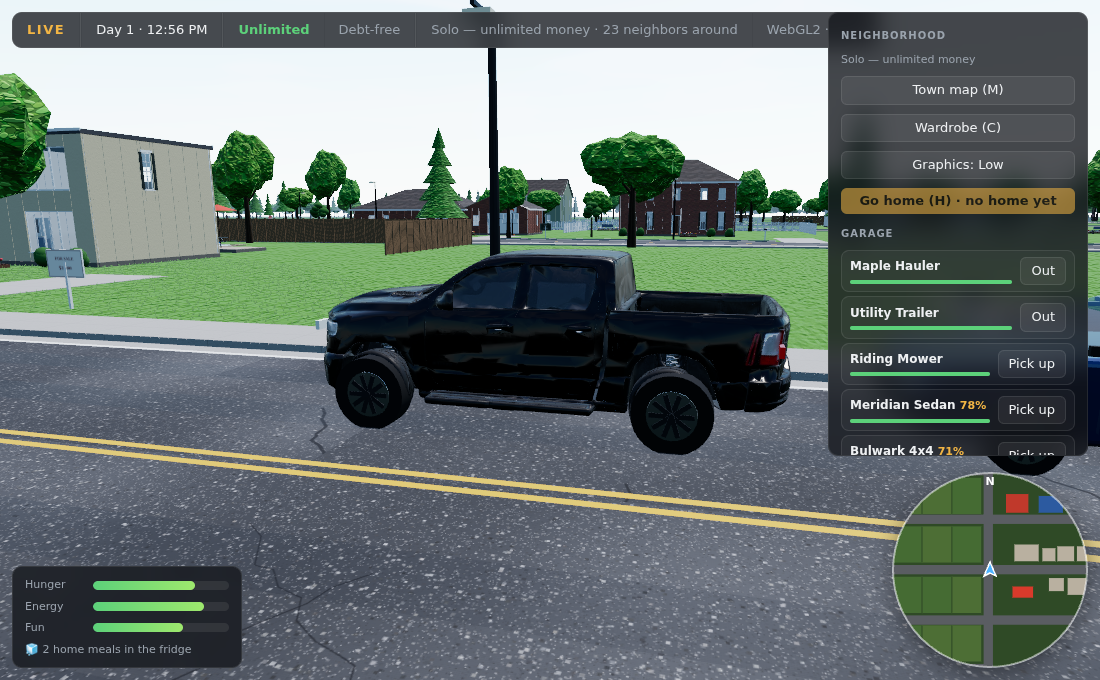 LIVE
Day 1 · 12:56 PM
Unlimited
Debt-free
Solo — unlimited money · 23 neighbors around
WebGL2 ·
NEIGHBORHOOD
Solo — unlimited money
Town map (M)
Wardrobe (C)
Graphics: Low
Go home (H) · no home yet
GARAGE
Maple Hauler
Out
Utility Trailer
Out
Riding Mower
Pick up
Meridian Sedan 78%
Pick up
Bulwark 4x4 71%
Pick up
N
Hunger
Energy
Fun
2 home meals in the fridge